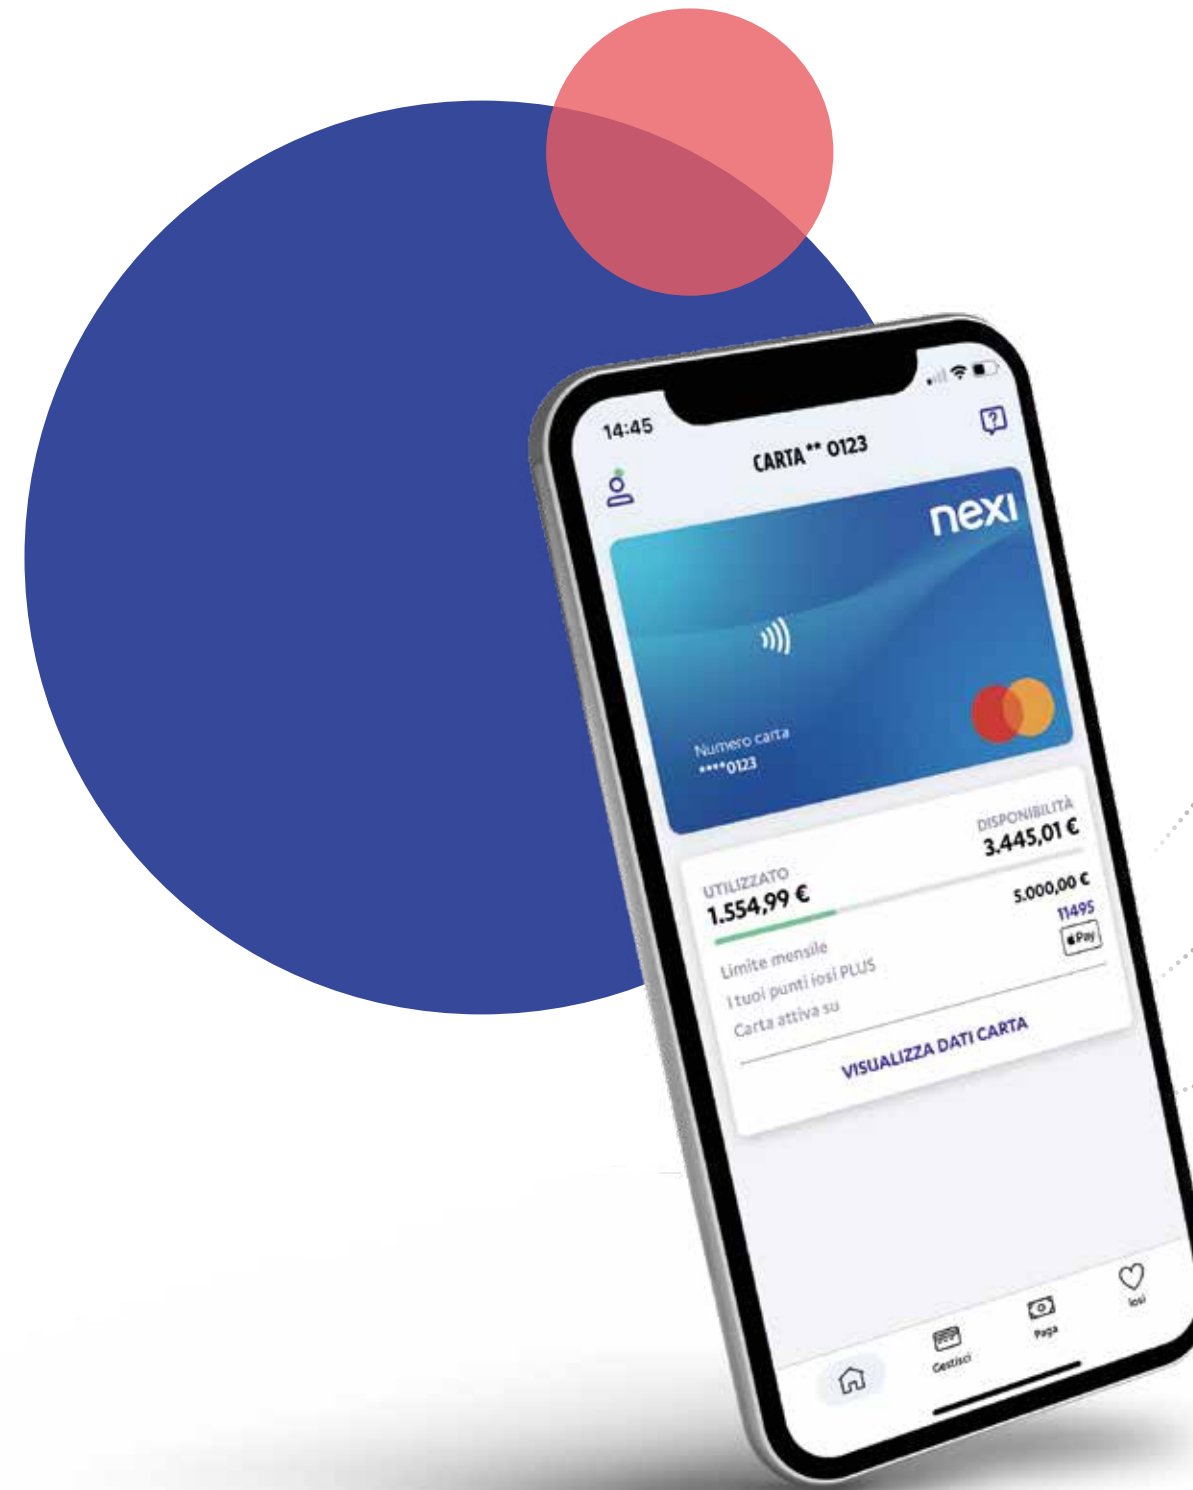 14:45
CARTA ** 0123
nexi
Numero carta
****0123
UTILIZZATO
1.554,99 €
DISPONIBILITÀ
3.445,01 €
Limite mensile
5.000,00 €
I tuoi punti iosi PLUS
11495
Carta attiva su
Pay
VISUALIZZA DATI CARTA
Gestisci
Paga
Iosi